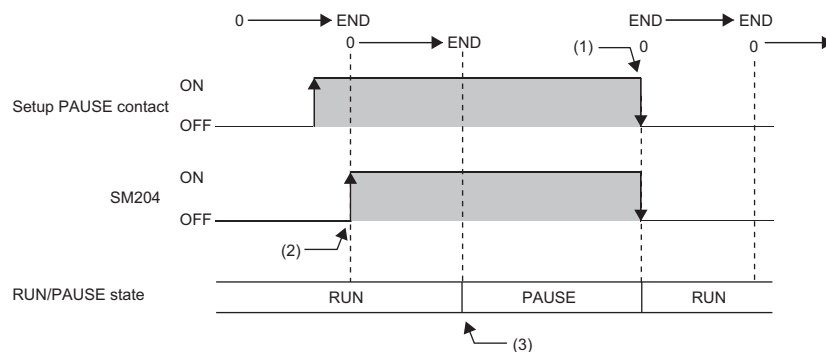 0 END END END
0 END (1) 0 0
ON
Setup PAUSE contact
OFF
ON
SM204
OFF
(2)
RUN/PAUSE state RUN PAUSE RUN
(3)